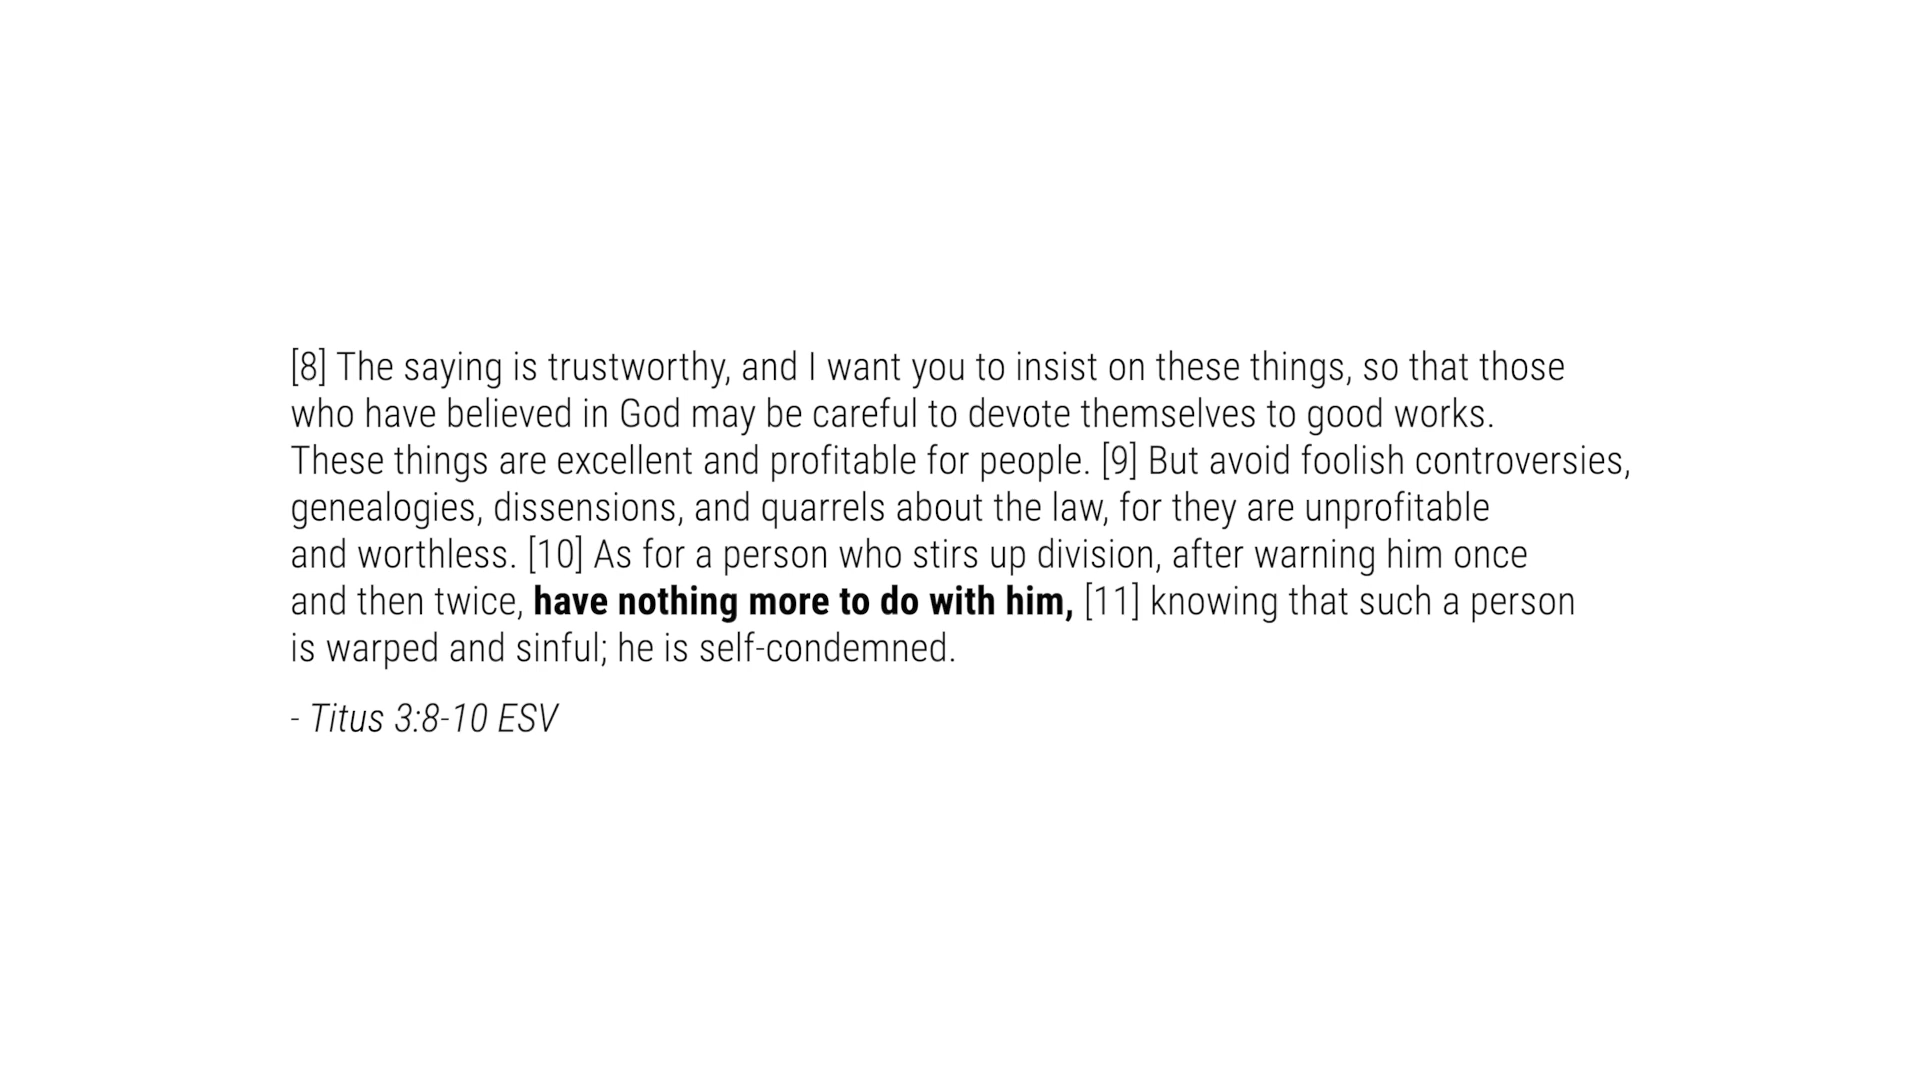 [8] The saying is trustworthy, and I want you to insist on these things, so that those
who have believed in God may be careful to devote themselves to good works.
These things are excellent and profitable for people. [9] But avoid foolish controversies,
genealogies, dissensions, and quarrels about the law, for they are unprofitable
and worthless. [10] As for a person who stirs up division, after warning him once
and then twice, have nothing more to do with him, [11] knowing that such a person
is warped and sinful; he is self-condemned.
- Titus 3:8-10 ESV